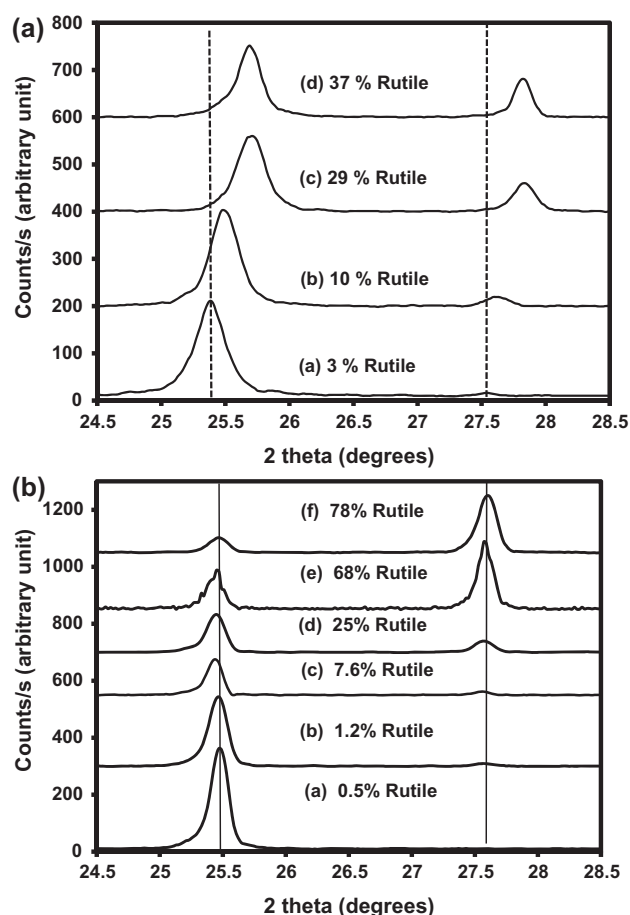 (a)
800
700
600
500
400
300
200
100
0
Counts/s (arbitrary unit)
(d) 37 % Rutile
(c) 29 % Rutile
(b) 10 % Rutile
(a) 3 % Rutile
24.5 25 25.5 26 26.5 27 27.5 28 28.5
2 theta (degrees)
(b)
1200
1000
800
600
400
200
0
Counts/s (arbitrary unit)
(f) 78% Rutile
(e) 68% Rutile
(d) 25% Rutile
(c) 7.6% Rutile
(b) 1.2% Rutile
(a) 0.5% Rutile
24.5 25 25.5 26 26.5 27 27.5 28 28.5
2 theta (degrees)